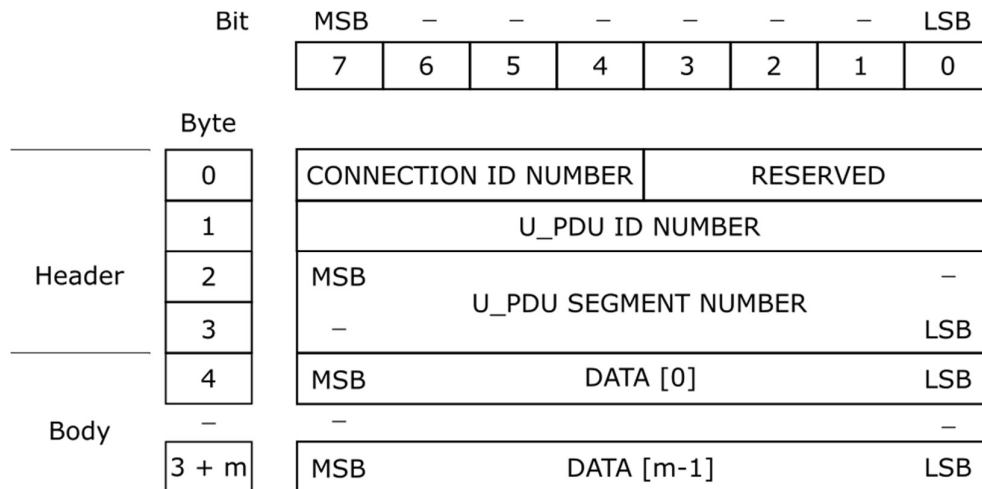 Bit MSB – – – – – – LSB
7 6 5 4 3 2 1 0
Byte
0 CONNECTION ID NUMBER RESERVED
1 U_PDU ID NUMBER
Header 2 MSB –
U_PDU SEGMENT NUMBER
3 – LSB
4 MSB DATA [0] LSB
Body – – –
3 + m MSB DATA [m-1] LSB